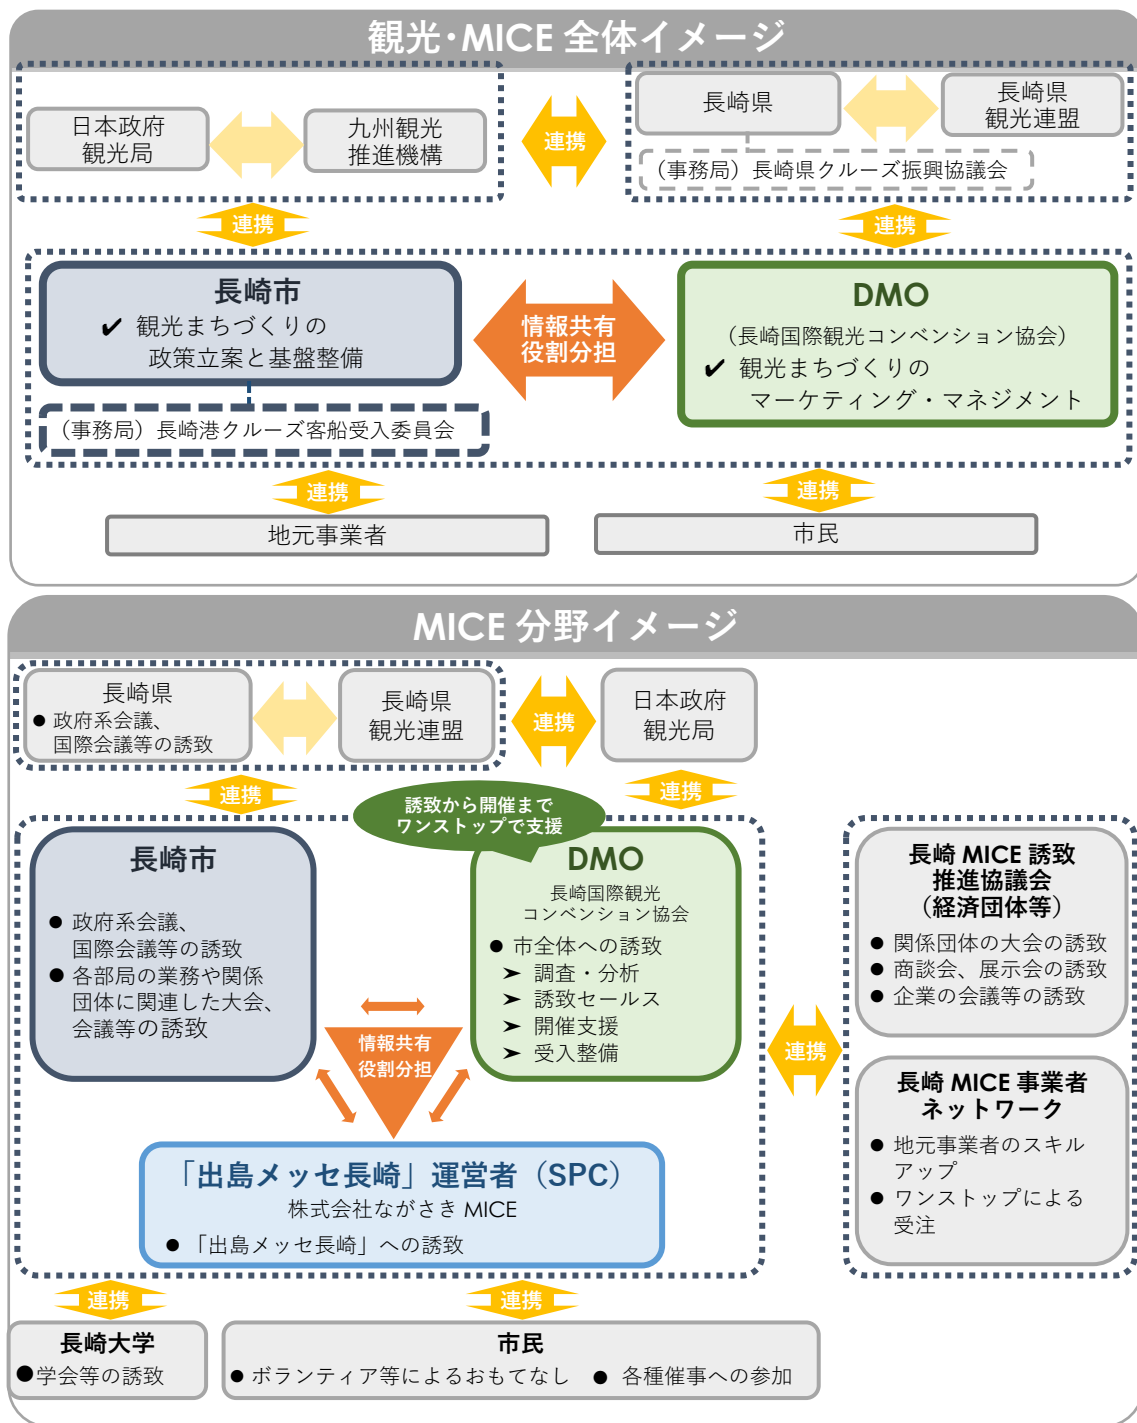 観光・MICE 全体イメージ
日本政府
観光局
九州観光
推進機構
連携
長崎県
長崎県
観光連盟
（事務局）長崎県クルーズ振興協議会
連携
連携
長崎市
✔ 観光まちづくりの
政策立案と基盤整備
（事務局）長崎港クルーズ客船受入委員会
情報共有
役割分担
DMO
（長崎国際観光コンベンション協会）
✔ 観光まちづくりの
マーケティング・マネジメント
連携
連携
地元事業者
市民
MICE 分野イメージ
長崎県
● 政府系会議、
国際会議等の誘致
長崎県
観光連盟
連携
日本政府
観光局
連携
連携
誘致から開催まで
ワンストップで支援
長崎市
● 政府系会議、
国際会議等の誘致
● 各部局の業務や関係
団体に関連した大会、
会議等の誘致
DMO
長崎国際観光
コンベンション協会
● 市全体への誘致
➤ 調査・分析
➤ 誘致セールス
➤ 開催支援
➤ 受入整備
情報共有
役割分担
「出島メッセ長崎」運営者（SPC）
株式会社ながさき MICE
● 「出島メッセ長崎」への誘致
連携
長崎 MICE 誘致
推進協議会
（経済団体等）
● 関係団体の大会の誘致
● 商談会、展示会の誘致
● 企業の会議等の誘致
長崎 MICE 事業者
ネットワーク
● 地元事業者のスキル
アップ
● ワンストップによる
受注
連携
連携
長崎大学
●学会等の誘致
市民
● ボランティア等によるおもてなし ● 各種催事への参加